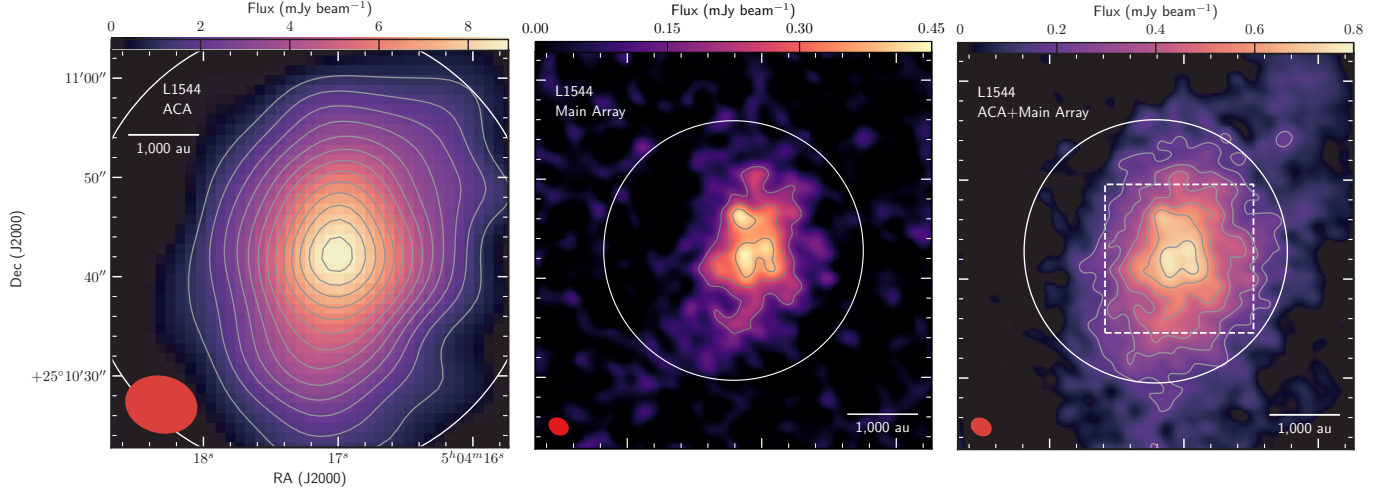 Flux (mJy beam⁻¹)
0 2 4 6 8
L1544
ACA
1,000 au
11′00″
50″
40″
+25°10′30″
Dec (J2000)
18ˢ 17ˢ 5ʰ04ᵐ16ˢ
RA (J2000)
Flux (mJy beam⁻¹)
0.00 0.15 0.30 0.45
L1544
Main Array
1,000 au
Flux (mJy beam⁻¹)
0 0.2 0.4 0.6 0.8
L1544
ACA+Main Array
1,000 au